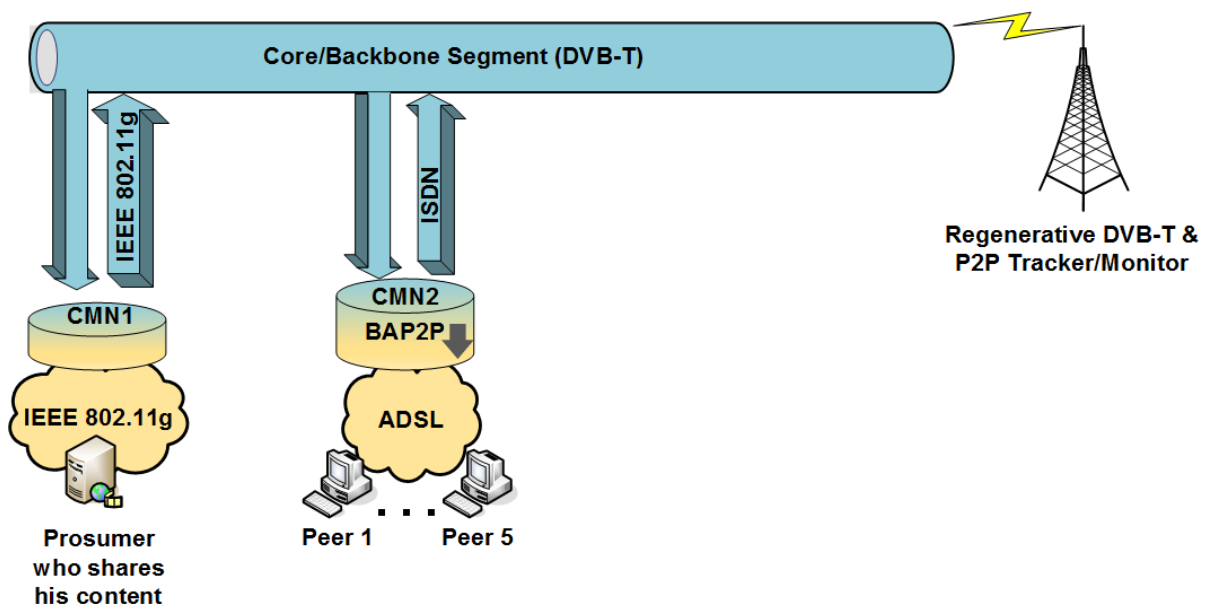 Core/Backbone Segment (DVB-T)
IEEE 802.11g
ISDN
Regenerative DVB-T &
P2P Tracker/Monitor
CMN1
CMN2
BAP2P
IEEE 802.11g
ADSL
Peer 1
. . .
Peer 5
Prosumer
who shares
his content